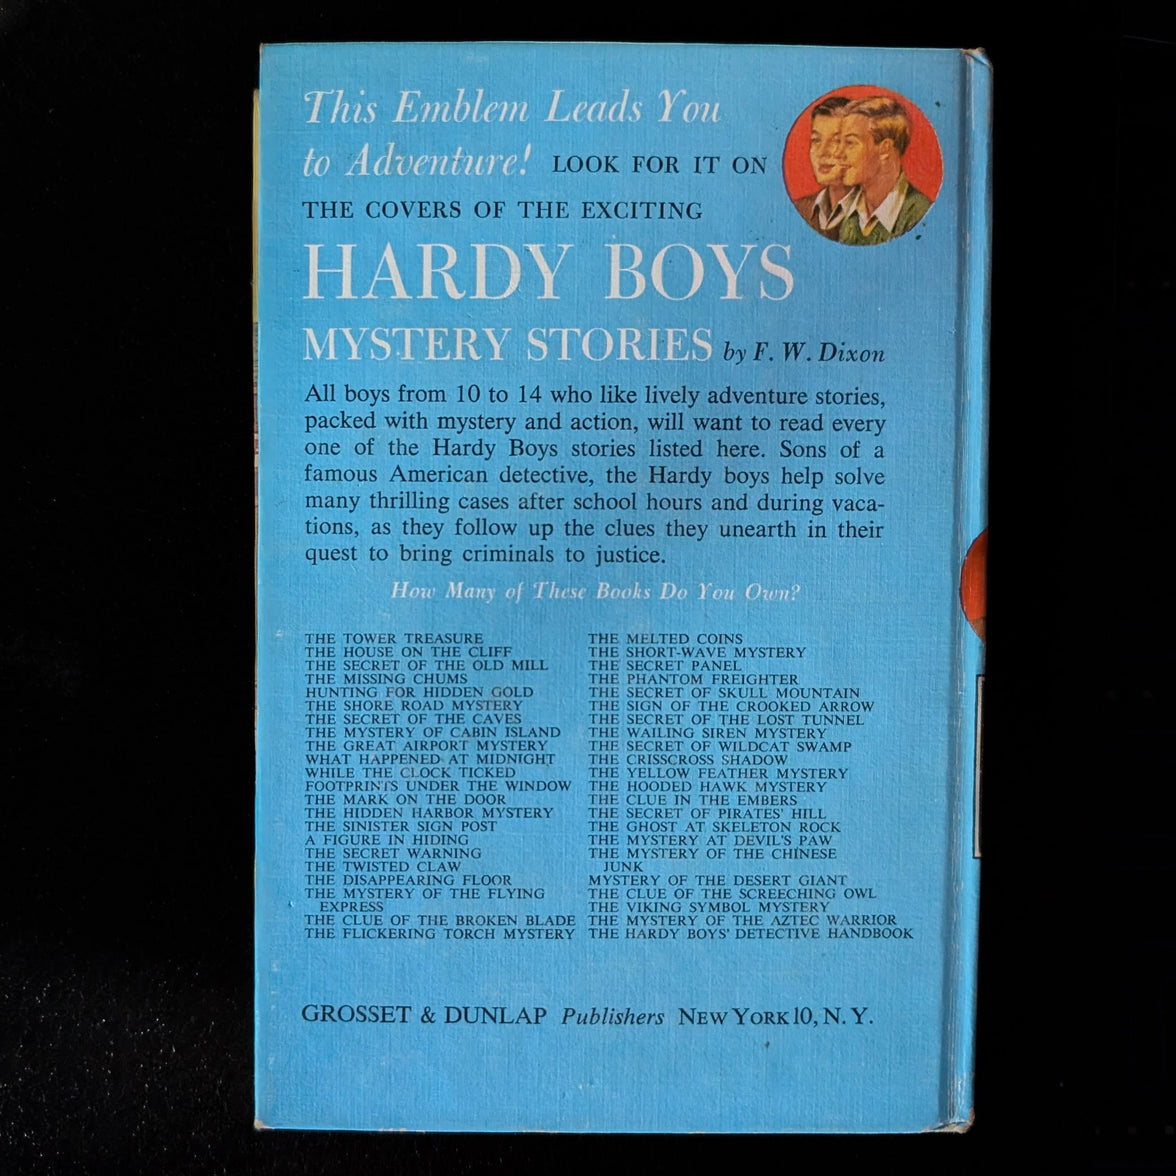 This Emblem Leads You
to Adventure! LOOK FOR IT ON
THE COVERS OF THE EXCITING
HARDY BOYS
MYSTERY STORIES by F. W. Dixon
All boys from 10 to 14 who like lively adventure stories,
packed with mystery and action, will want to read every
one of the Hardy Boys stories listed here. Sons of a
famous American detective, the Hardy boys help solve
many thrilling cases after school hours and during vaca-
tions, as they follow up the clues they unearth in their
quest to bring criminals to justice.
How Many of These Books Do You Own?
THE TOWER TREASURE
THE HOUSE ON THE CLIFF
THE SECRET OF THE OLD MILL
THE MISSING CHUMS
HUNTING FOR HIDDEN GOLD
THE SHORE ROAD MYSTERY
THE SECRET OF THE CAVES
THE MYSTERY OF CABIN ISLAND
THE GREAT AIRPORT MYSTERY
WHAT HAPPENED AT MIDNIGHT
WHILE THE CLOCK TICKED
FOOTPRINTS UNDER THE WINDOW
THE MARK ON THE DOOR
THE HIDDEN HARBOR MYSTERY
THE SINISTER SIGN POST
A FIGURE IN HIDING
THE SECRET WARNING
THE TWISTED CLAW
THE DISAPPEARING FLOOR
THE MYSTERY OF THE FLYING
EXPRESS
THE CLUE OF THE BROKEN BLADE
THE FLICKERING TORCH MYSTERY
THE MELTED COINS
THE SHORT-WAVE MYSTERY
THE SECRET PANEL
THE PHANTOM FREIGHTER
THE SECRET OF SKULL MOUNTAIN
THE SIGN OF THE CROOKED ARROW
THE SECRET OF THE LOST TUNNEL
THE WAILING SIREN MYSTERY
THE SECRET OF WILDCAT SWAMP
THE CRISSCROSS SHADOW
THE YELLOW FEATHER MYSTERY
THE HOODED HAWK MYSTERY
THE CLUE IN THE EMBERS
THE SECRET OF PIRATES' HILL
THE GHOST AT SKELETON ROCK
THE MYSTERY AT DEVIL'S PAW
THE MYSTERY OF THE CHINESE
JUNK
MYSTERY OF THE DESERT GIANT
THE CLUE OF THE SCREECHING OWL
THE VIKING SYMBOL MYSTERY
THE MYSTERY OF THE AZTEC WARRIOR
THE HARDY BOYS' DETECTIVE HANDBOOK
GROSSET & DUNLAP Publishers NEW YORK 10, N. Y.